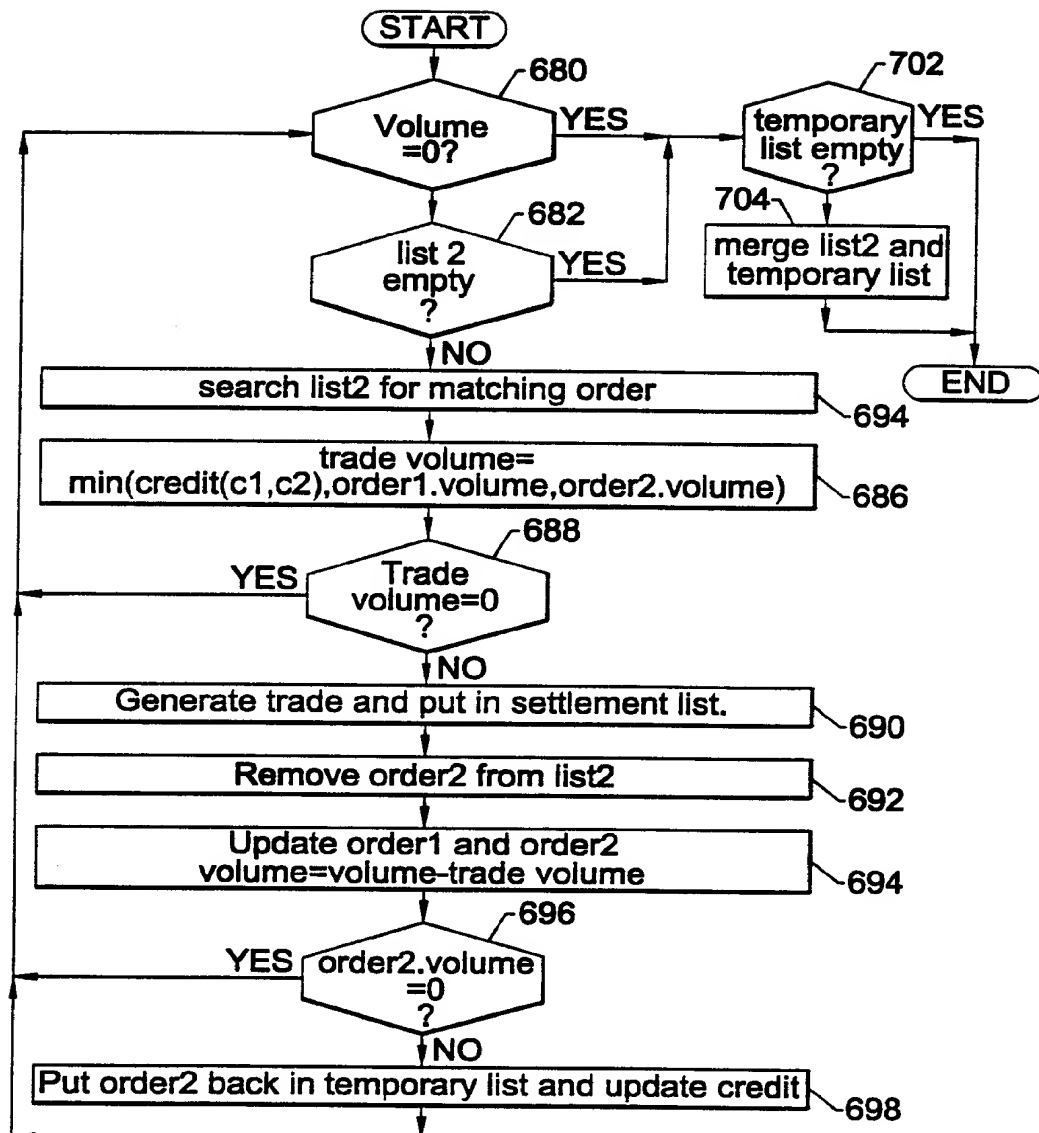 START
680
Volume
=0?
YES
702
temporary
list empty
?
YES
682
list 2
empty
?
YES
704
merge list2 and
temporary list
NO
END
search list2 for matching order
694
trade volume=
min(credit(c1,c2),order1.volume,order2.volume)
686
688
Trade
volume=0
?
YES
NO
Generate trade and put in settlement list.
690
Remove order2 from list2
692
Update order1 and order2
volume=volume-trade volume
694
696
order2.volume
=0
?
YES
NO
Put order2 back in temporary list and update credit
698